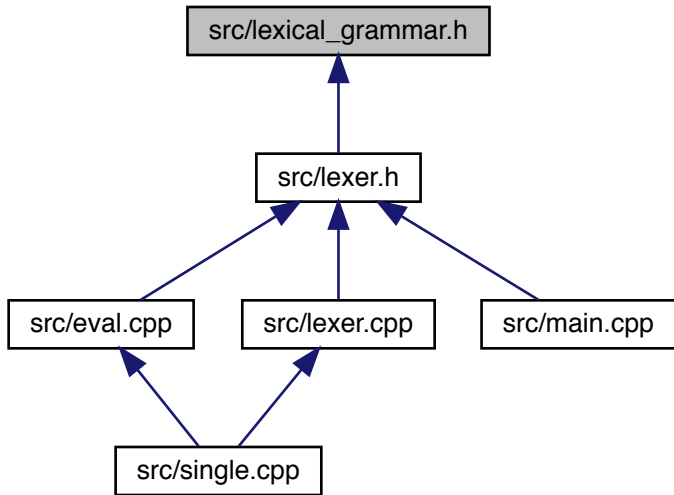 src/lexical_grammar.h
src/lexer.h
src/eval.cpp
src/lexer.cpp
src/main.cpp
src/single.cpp